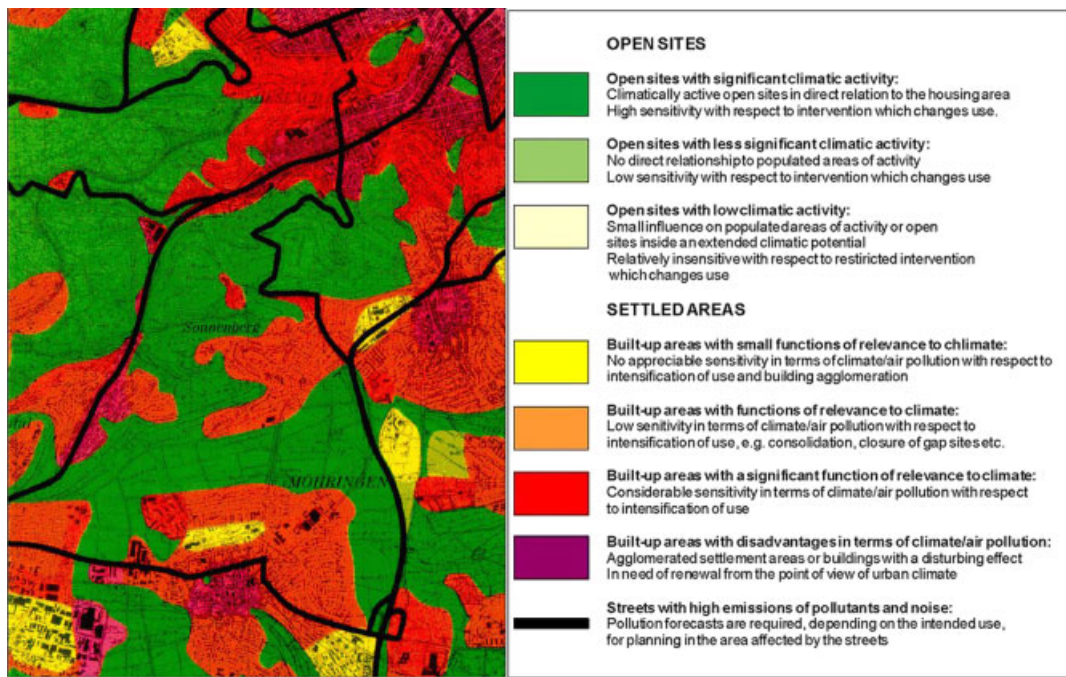 HESLACH
Sonnenberg
MÖHRINGEN
OPEN SITES
Open sites with significant climatic activity:
Climatically active open sites in direct relation to the housing area
High sensitivity with respect to intervention which changes use.
Open sites with less significant climatic activity:
No direct relationship to populated areas of activity
Low sensitivity with respect to intervention which changes use
Open sites with low climatic activity:
Small influence on populated areas of activity or open
sites inside an extended climatic potential
Relatively insensitive with respect to restiricted intervention
which changes use
SETTLED AREAS
Built-up areas with small functions of relevance to chlimate:
No appreciable sensitivity in terms of climate/air pollution with respect to
intensification of use and building agglomeration
Built-up areas with functions of relevance to climate:
Low senitivity in terms of climate/air pollution with respect to
intensification of use, e.g. consolidation, closure of gap sites etc.
Built-up areas with a significant function of relevance to climate:
Considerable sensitivity in terms of climate/air pollution with respect
to intensification of use
Built-up areas with disadvantages in terms of climate/air pollution:
Agglomerated settlement areas or buildings with a disturbing effect
In need of renewal from the point of view of urban climate
Streets with high emissions of pollutants and noise:
Pollution forecasts are required, depending on the intended use,
for planning in the area affected by the streets